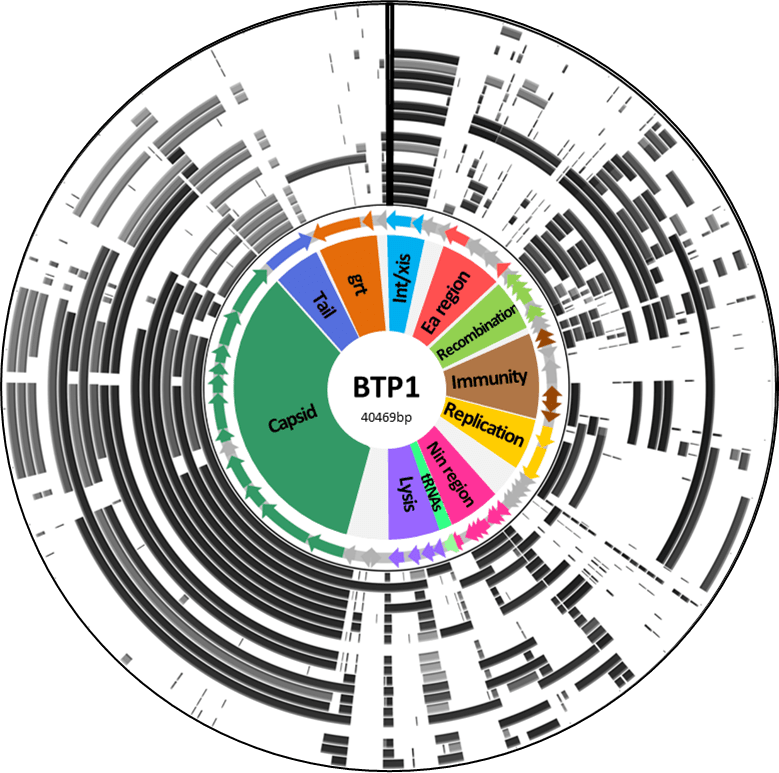 BTP1
40469bp
Int/xis
Ea region
Recombination
Immunity
Replication
Nin region
tRNAs
Lysis
Capsid
Tail
grt